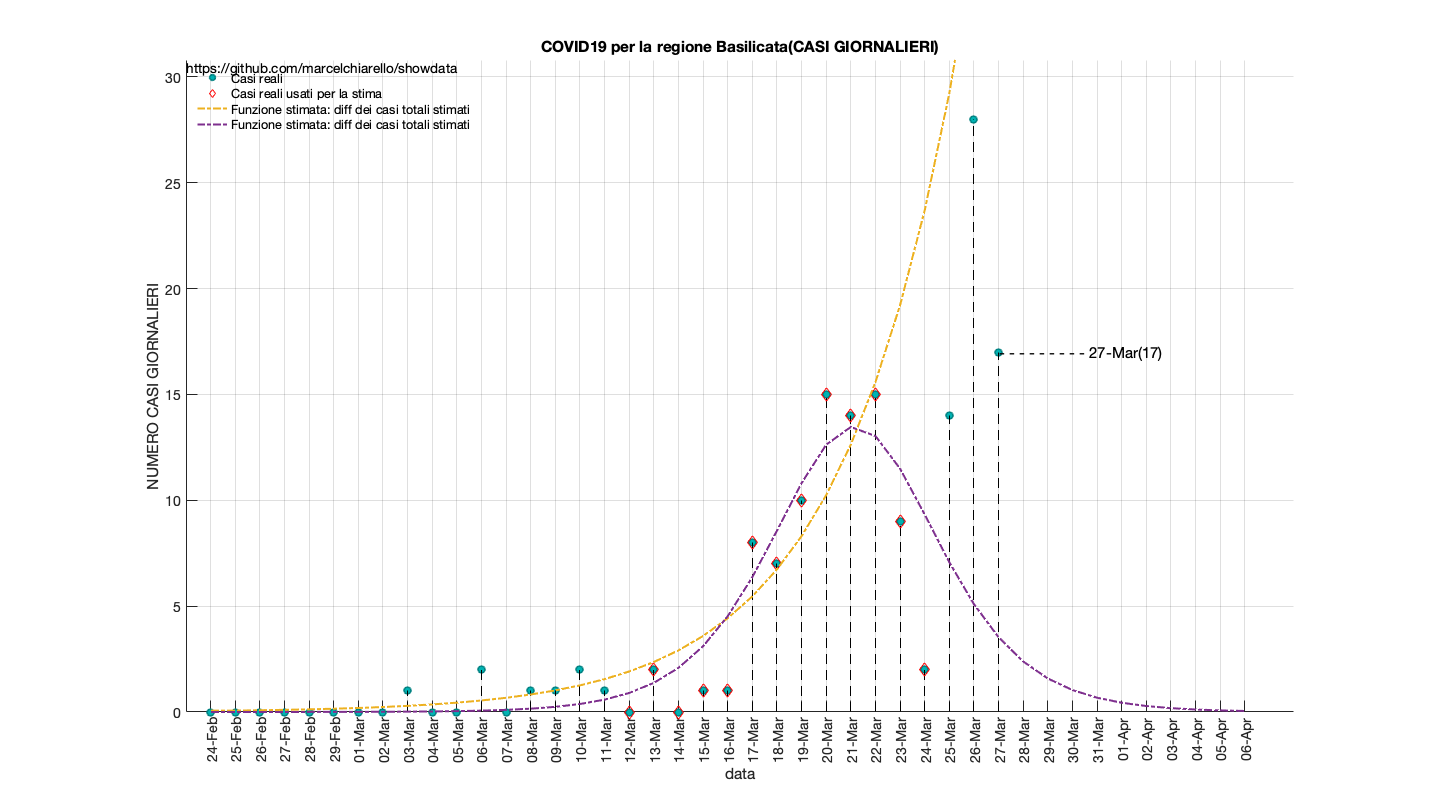 COVID19 per la regione Basilicata(CASI GIORNALIERI)
https://github.com/marcelchiarello/showdata
Casi reali
Casi reali usati per la stima
Funzione stimata: diff dei casi totali stimati
Funzione stimata: diff dei casi totali stimati
30
25
20
15
10
5
0
NUMERO CASI GIORNALIERI
27-Mar(17)
24-Feb
25-Feb
26-Feb
27-Feb
28-Feb
29-Feb
01-Mar
02-Mar
03-Mar
04-Mar
05-Mar
06-Mar
07-Mar
08-Mar
09-Mar
10-Mar
11-Mar
12-Mar
13-Mar
14-Mar
15-Mar
16-Mar
17-Mar
18-Mar
19-Mar
20-Mar
21-Mar
22-Mar
23-Mar
24-Mar
25-Mar
26-Mar
27-Mar
28-Mar
29-Mar
30-Mar
31-Mar
01-Apr
02-Apr
03-Apr
04-Apr
05-Apr
06-Apr
data